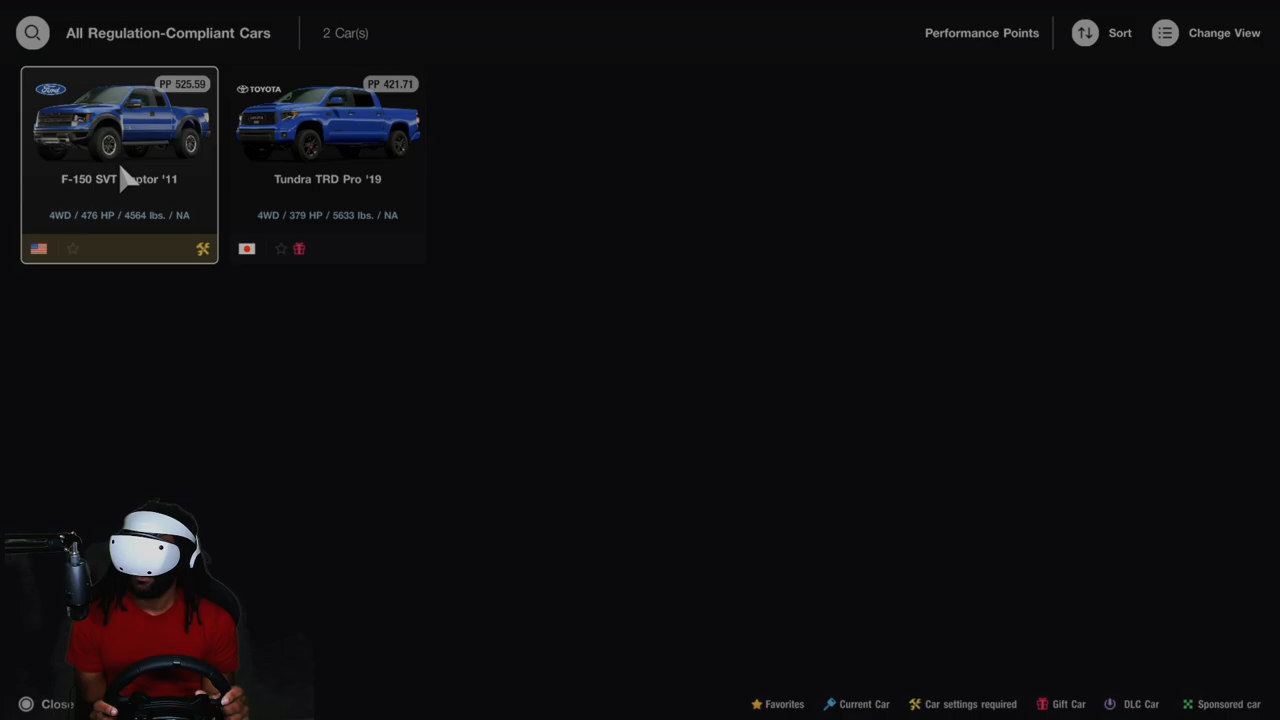 All Regulation-Compliant Cars
2 Car(s)
Performance Points
Sort
Change View
Ford
PP 525.59
F-150 SVT
'11
4WD / 476 HP / 4564 lbs. / NA
TOYOTA
PP 421.71
Tundra TRD Pro '19
4WD / 379 HP / 5633 lbs. / NA
Close
Favorites
Current Car
Car settings required
Gift Car
DLC Car
Sponsored car